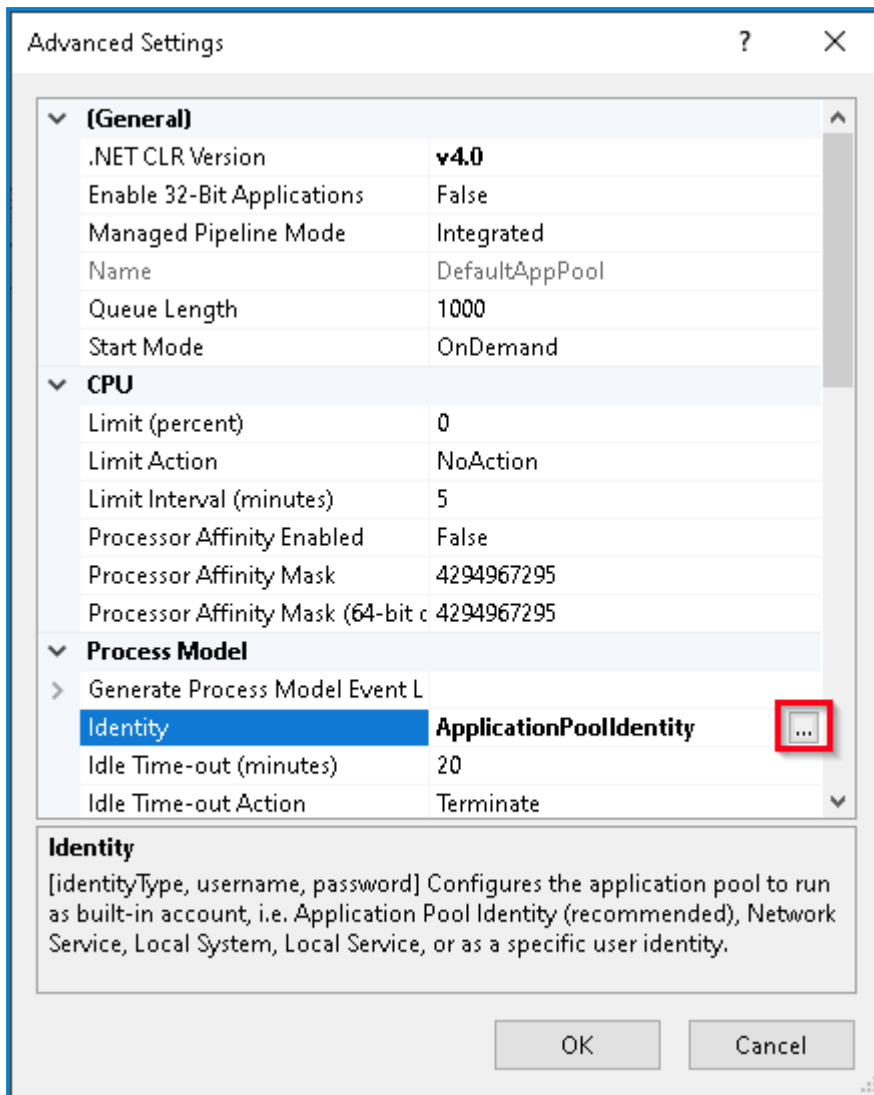 Advanced Settings ?
(General)
.NET CLR Version v4.0
Enable 32-Bit Applications False
Managed Pipeline Mode Integrated
Name DefaultAppPool
Queue Length 1000
Start Mode OnDemand
CPU
Limit (percent) 0
Limit Action NoAction
Limit Interval (minutes) 5
Processor Affinity Enabled False
Processor Affinity Mask 4294967295
Processor Affinity Mask (64-bit c 4294967295
Process Model
Generate Process Model Event L
Identity ApplicationPoolIdentity ...
Idle Time-out (minutes) 20
Idle Time-out Action Terminate
Identity
[identityType, username, password] Configures the application pool to run
as built-in account, i.e. Application Pool Identity (recommended), Network
Service, Local System, Local Service, or as a specific user identity.
OK Cancel